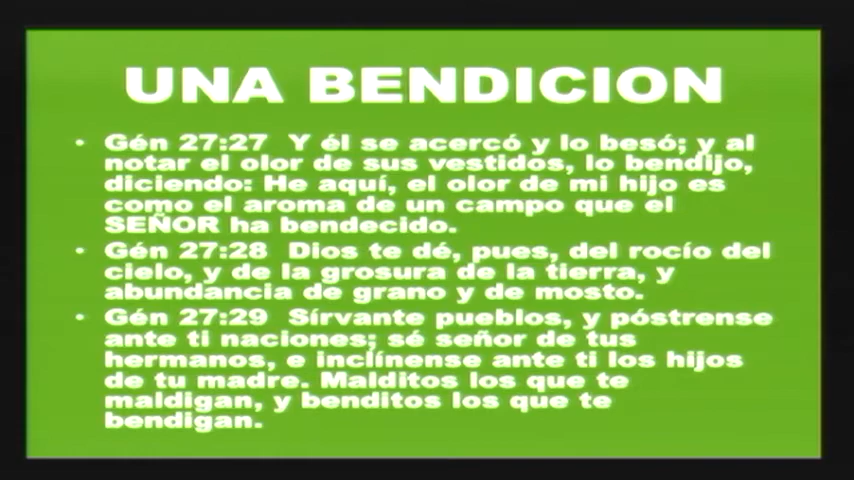 UNA BENDICION
• Gén 27:27 Y él se acercó y lo besó; y al
notar el olor de sus vestidos, lo bendijo,
diciendo: He aquí, el olor de mi hijo es
como el aroma de un campo que el
SEÑOR ha bendecido.
• Gén 27:28 Dios te dé, pues, del rocío del
cielo, y de la grosura de la tierra, y
abundancia de grano y de mosto.
• Gén 27:29 Sírvante pueblos, y póstrense
ante ti naciones; sé señor de tus
hermanos, e inclínense ante ti los hijos
de tu madre. Malditos los que te
maldigan, y benditos los que te
bendigan.